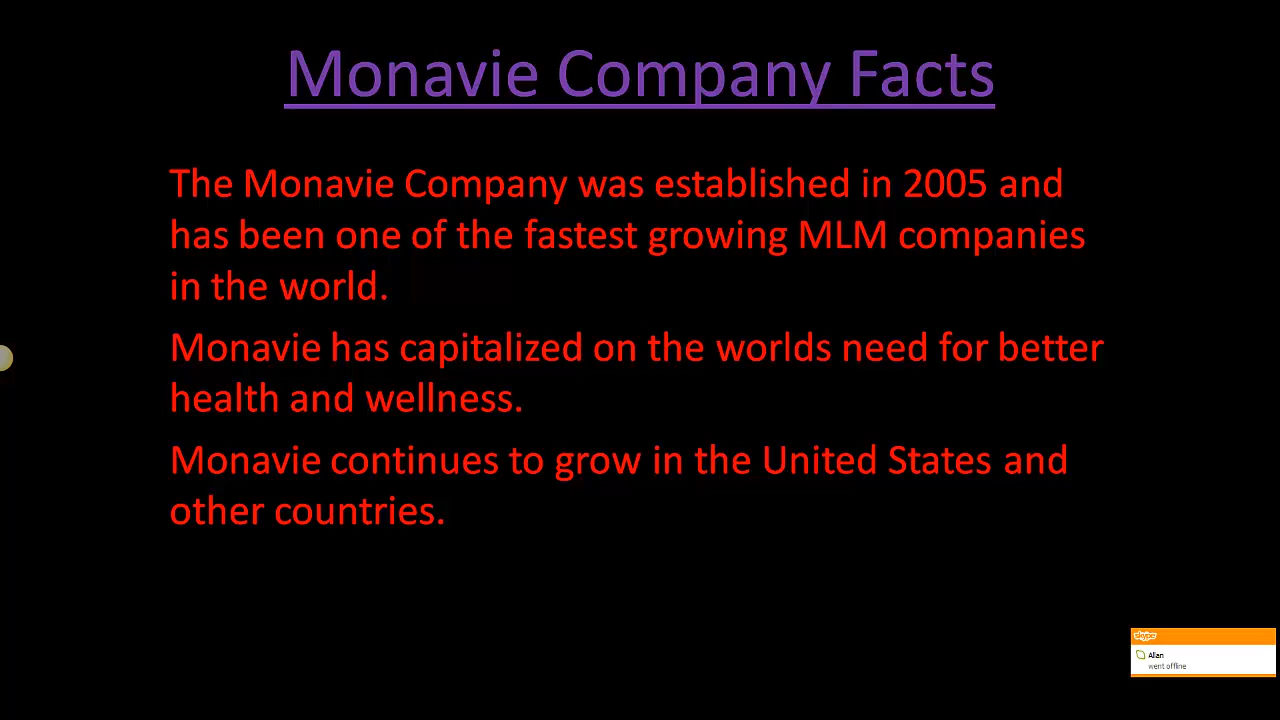 Monavie Company Facts
The Monavie Company was established in 2005 and
has been one of the fastest growing MLM companies
in the world.
Monavie has capitalized on the worlds need for better
health and wellness.
Monavie continues to grow in the United States and
other countries.
skype
Allan
went offline